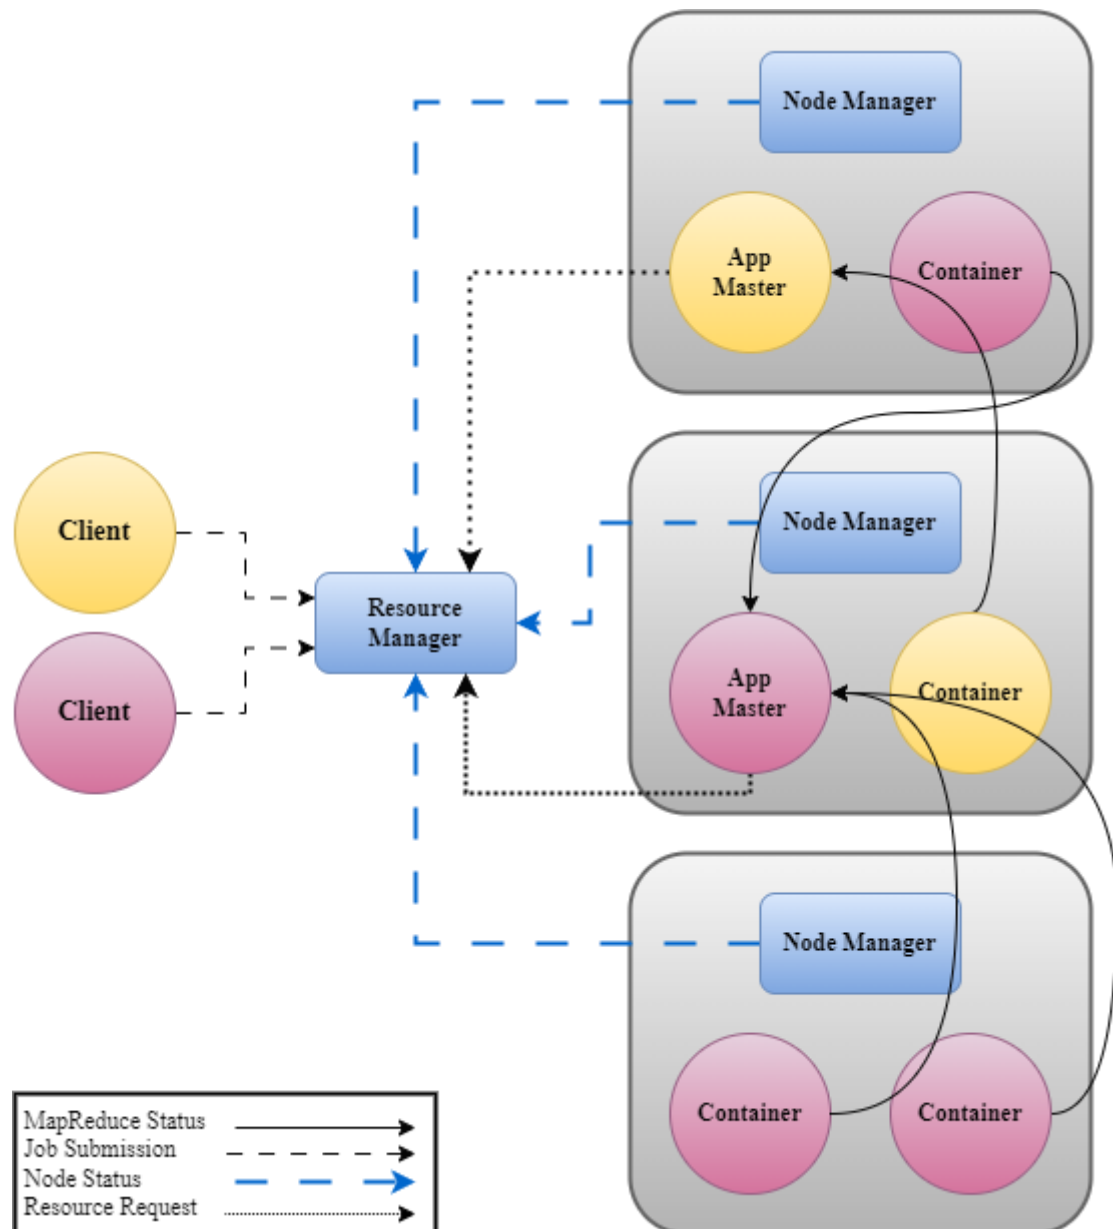 Node Manager
App
Master
Container
Client
Client
Resource
Manager
Node Manager
App
Master
Container
Node Manager
Container
Container
MapReduce Status
Job Submission
Node Status
Resource Request